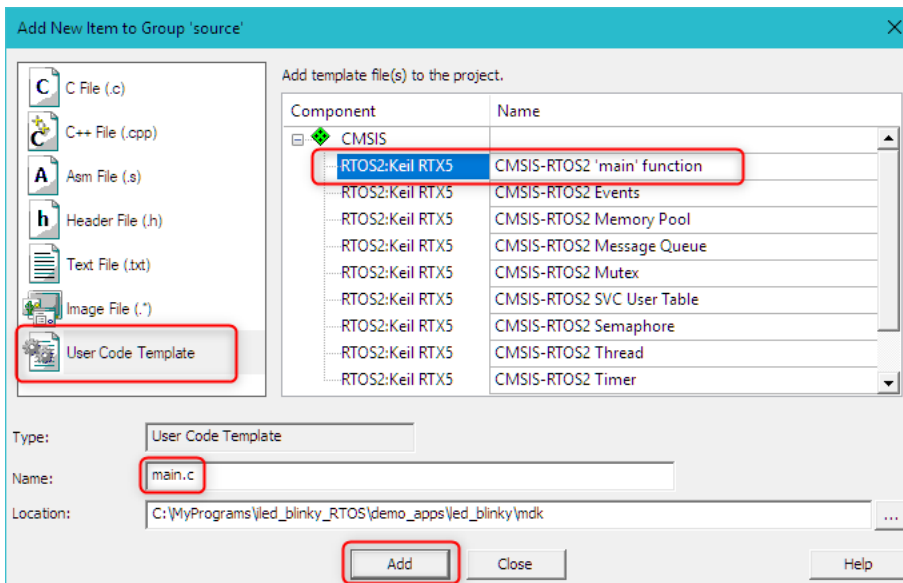 Add New Item to Group 'source'
C File (.c)
C++ File (.cpp)
Asm File (.s)
Header File (.h)
Text File (.txt)
Image File (.*)
User Code Template
Add template file(s) to the project.
Component Name
CMSIS
RTOS2:Keil RTX5 CMSIS-RTOS2 'main' function
RTOS2:Keil RTX5 CMSIS-RTOS2 Events
RTOS2:Keil RTX5 CMSIS-RTOS2 Memory Pool
RTOS2:Keil RTX5 CMSIS-RTOS2 Message Queue
RTOS2:Keil RTX5 CMSIS-RTOS2 Mutex
RTOS2:Keil RTX5 CMSIS-RTOS2 SVC User Table
RTOS2:Keil RTX5 CMSIS-RTOS2 Semaphore
RTOS2:Keil RTX5 CMSIS-RTOS2 Thread
RTOS2:Keil RTX5 CMSIS-RTOS2 Timer
Type: User Code Template
Name: main.c
Location: C:\MyPrograms\led_blinky_RTOS\demo_apps\led_blinky\mdk ...
Add Close Help